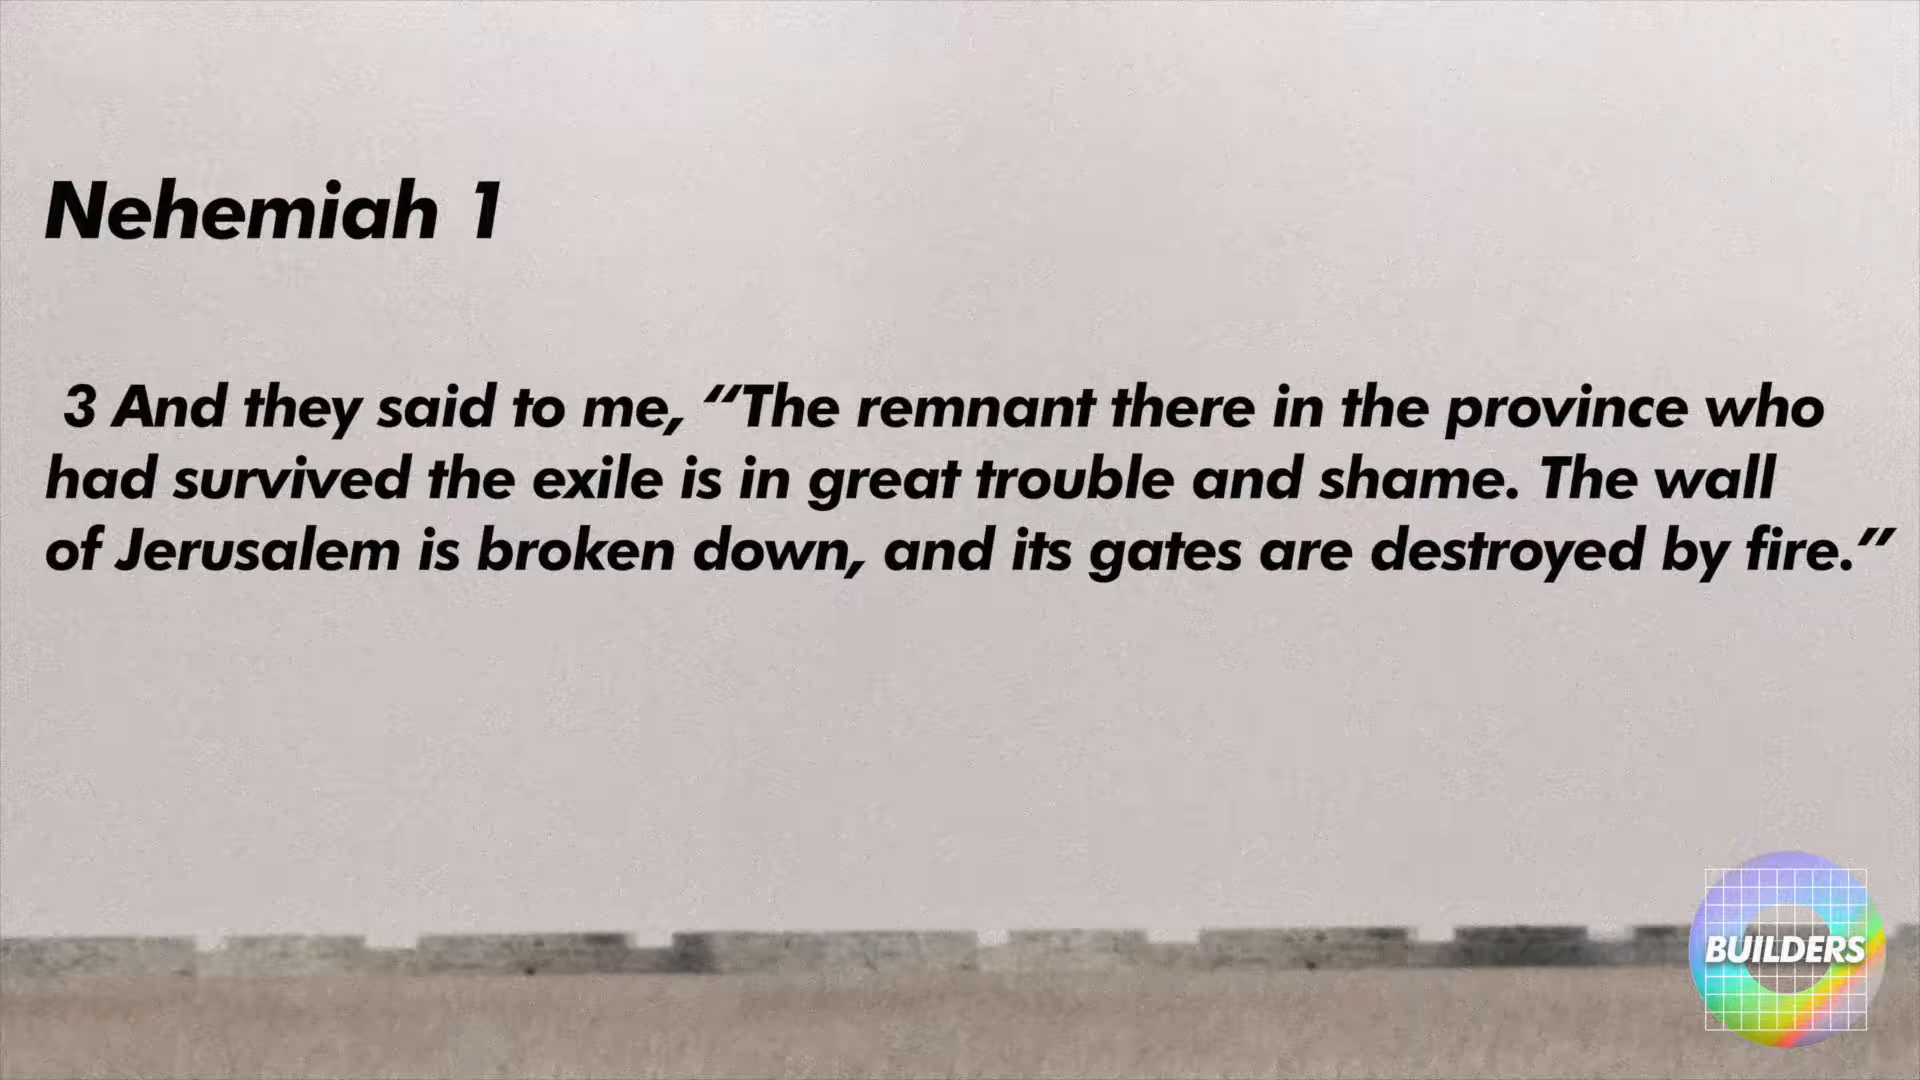 Nehemiah 1
3 And they said to me, “The remnant there in the province who
had survived the exile is in great trouble and shame. The wall
of Jerusalem is broken down, and its gates are destroyed by fire.”
BUILDERS